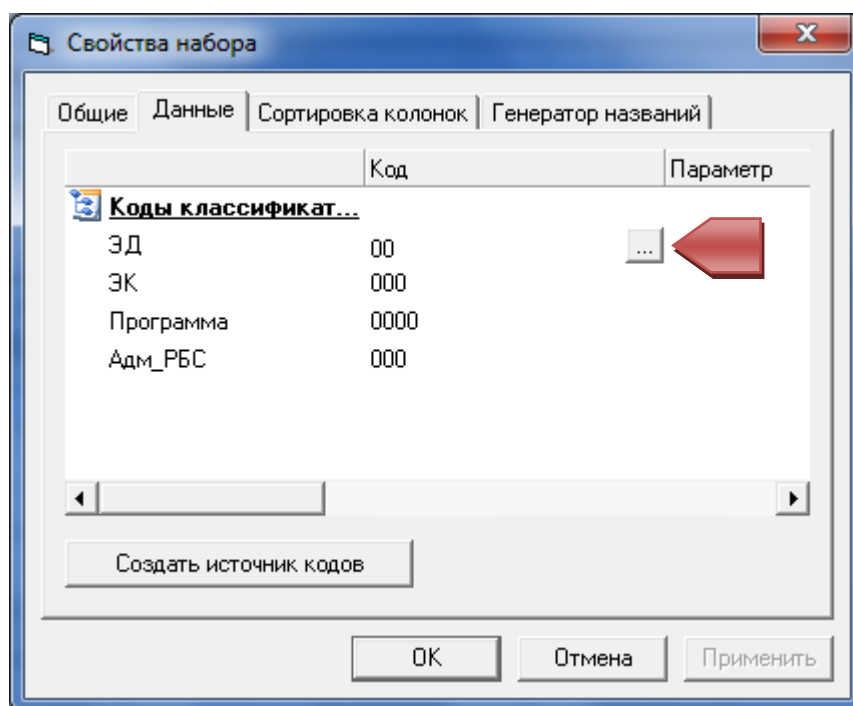 Свойства набора
Общие Данные Сортировка колонок Генератор названий
Код Параметр
Коды классификат...
ЭД 00 ...
ЭК 000
Программа 0000
Адм_РБС 000
Создать источник кодов
OK Отмена Применить